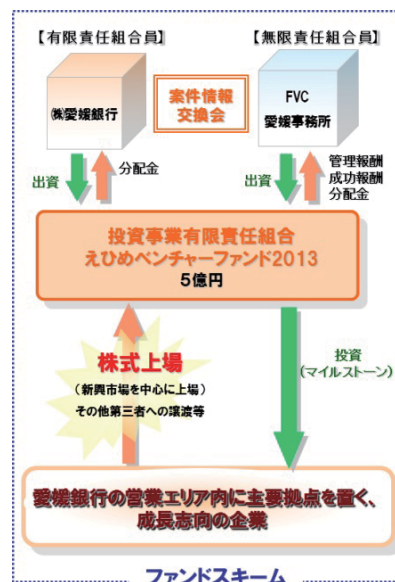 【有限責任組合員】
【無限責任組合員】
㈱愛媛銀行
案件情報
交換会
FVC
愛媛事務所
出資
分配金
出資
管理報酬
成功報酬
分配金
投資事業有限責任組合
えひめベンチャーファンド2013
5億円
株式上場
(新興市場を中心に上場)
その他第三者への譲渡等
投資
(マイルストーン)
愛媛銀行の営業エリア内に主要拠点を置く、
成長志向の企業
ファンドスキーム